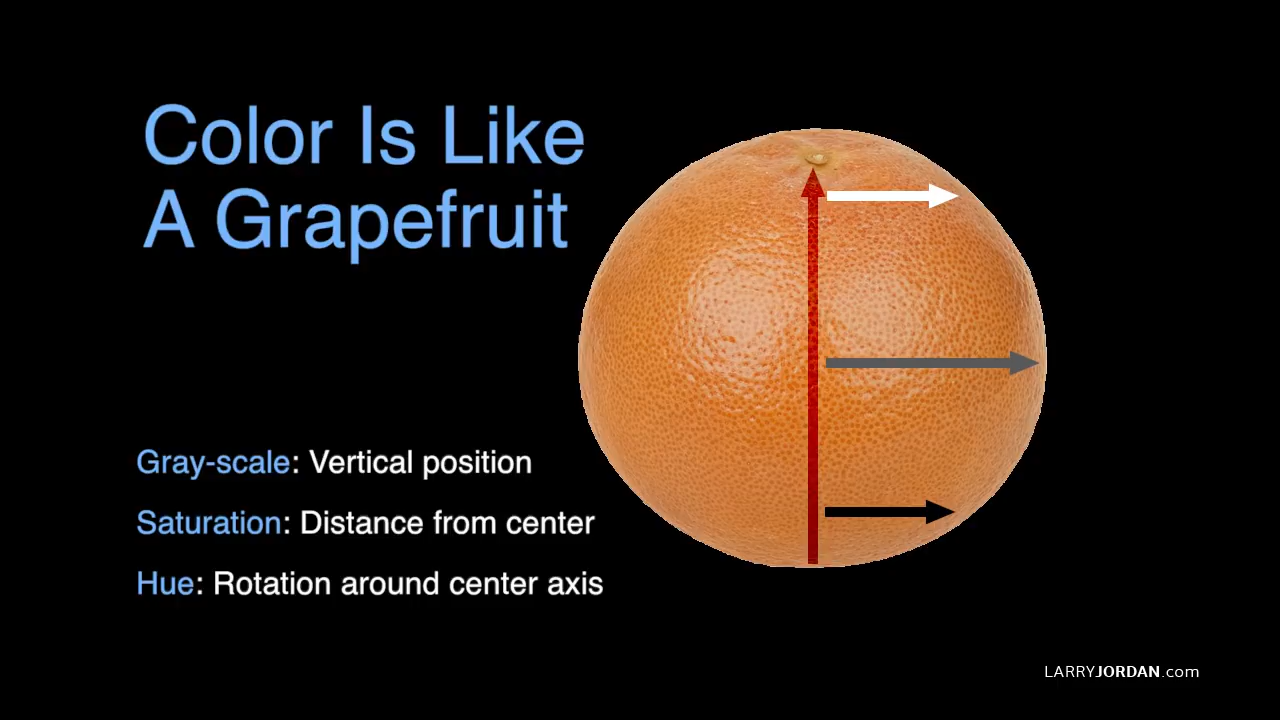 Color Is Like
A Grapefruit
Gray-scale: Vertical position
Saturation: Distance from center
Hue: Rotation around center axis
LARRYJORDAN.com